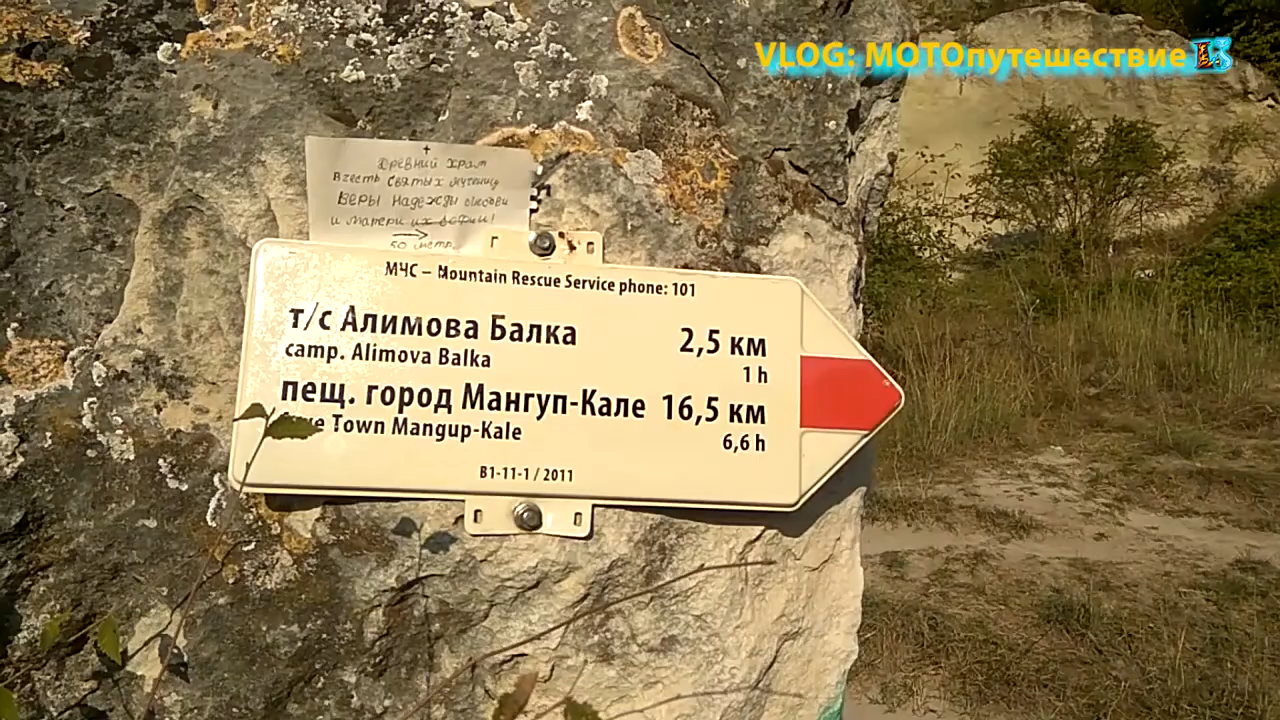 VLOG: МОТОпутешествие
Древний храм
В честь Святых мучениц
Веры Надежды
и матери их Софии!
50 метр.
МЧС – Mountain Rescue Service phone: 101
т/с Алимова Балка 2,5 км
camp. Alimova Balka 1 h
пещ. город Мангуп-Кале 16,5 км
Town Mangup-Kale 6,6 h
B1-11-1 / 2011